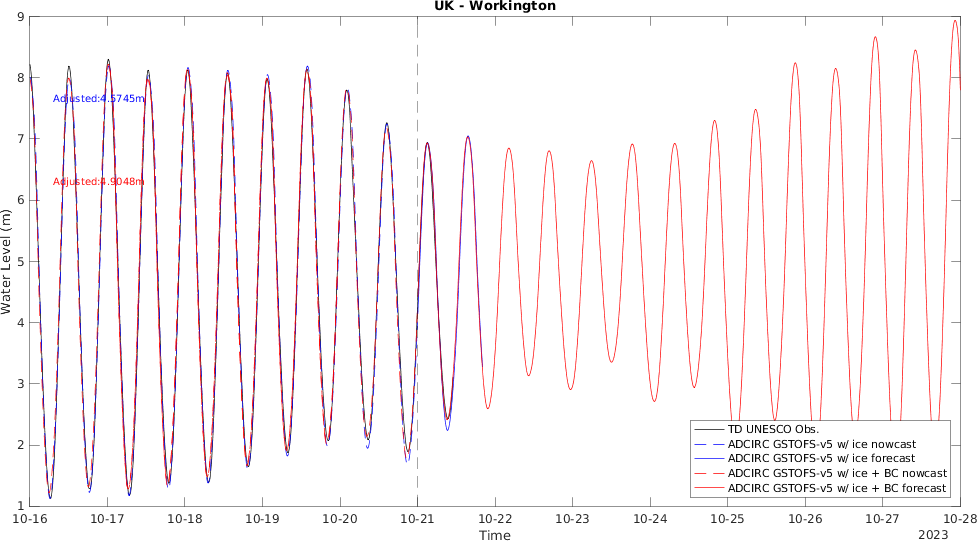 UK - Workington
9
8
7
6
5
4
3
2
1
Water Level (m)
Adjusted:4.5745m
Adjusted:4.9048m
TD UNESCO Obs.
ADCIRC GSTOFS-v5 w/ ice nowcast
ADCIRC GSTOFS-v5 w/ ice forecast
ADCIRC GSTOFS-v5 w/ ice + BC nowcast
ADCIRC GSTOFS-v5 w/ ice + BC forecast
10-16 10-17 10-18 10-19 10-20 10-21 10-22 10-23 10-24 10-25 10-26 10-27 10-28
Time
2023